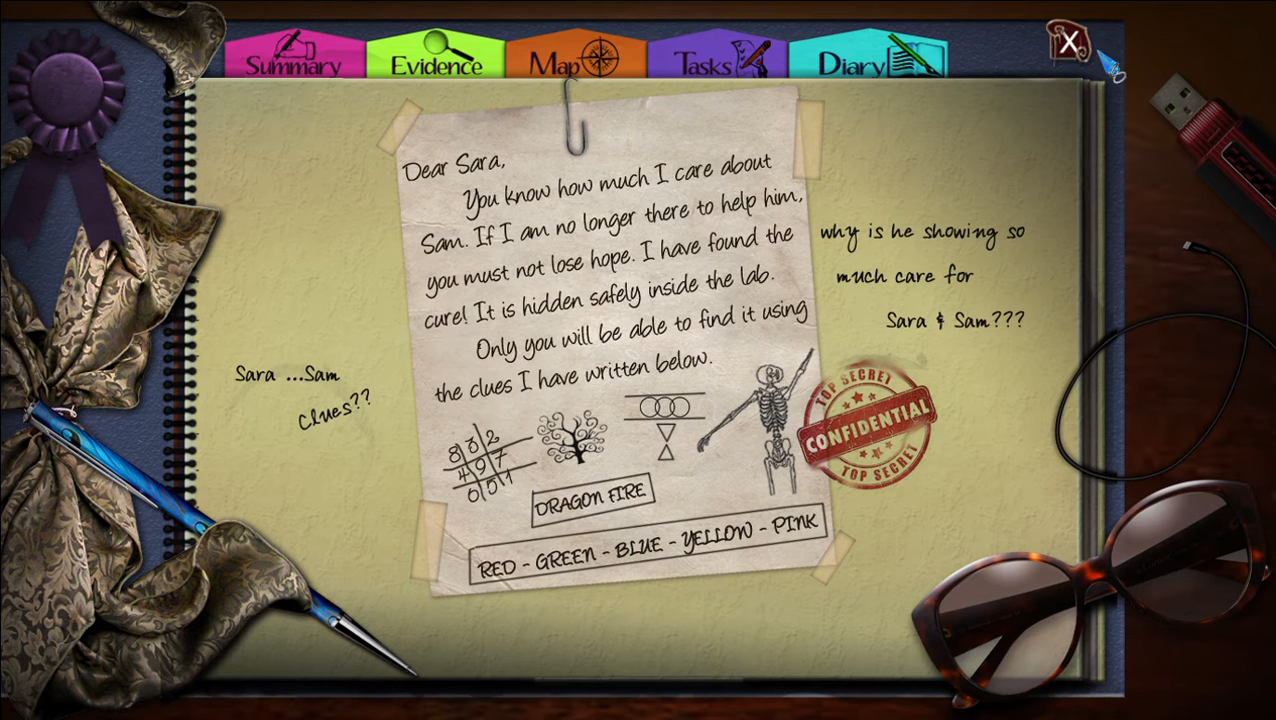 Summary
Evidence
Map
Tasks
Diary
X
Dear Sara,
You know how much I care about
Sam. If I am no longer there to help him,
you must not lose hope. I have found the
cure! It is hidden safely inside the lab.
Only you will be able to find it using
the clues I have written below.
8 3 2
4 9 7
6 5 1
DRAGON FIRE
RED - GREEN - BLUE - YELLOW - PINK
why is he showing so
much care for
Sara & Sam???
Sara ...Sam
Clues??
TOP SECRET
CONFIDENTIAL
TOP SECRET